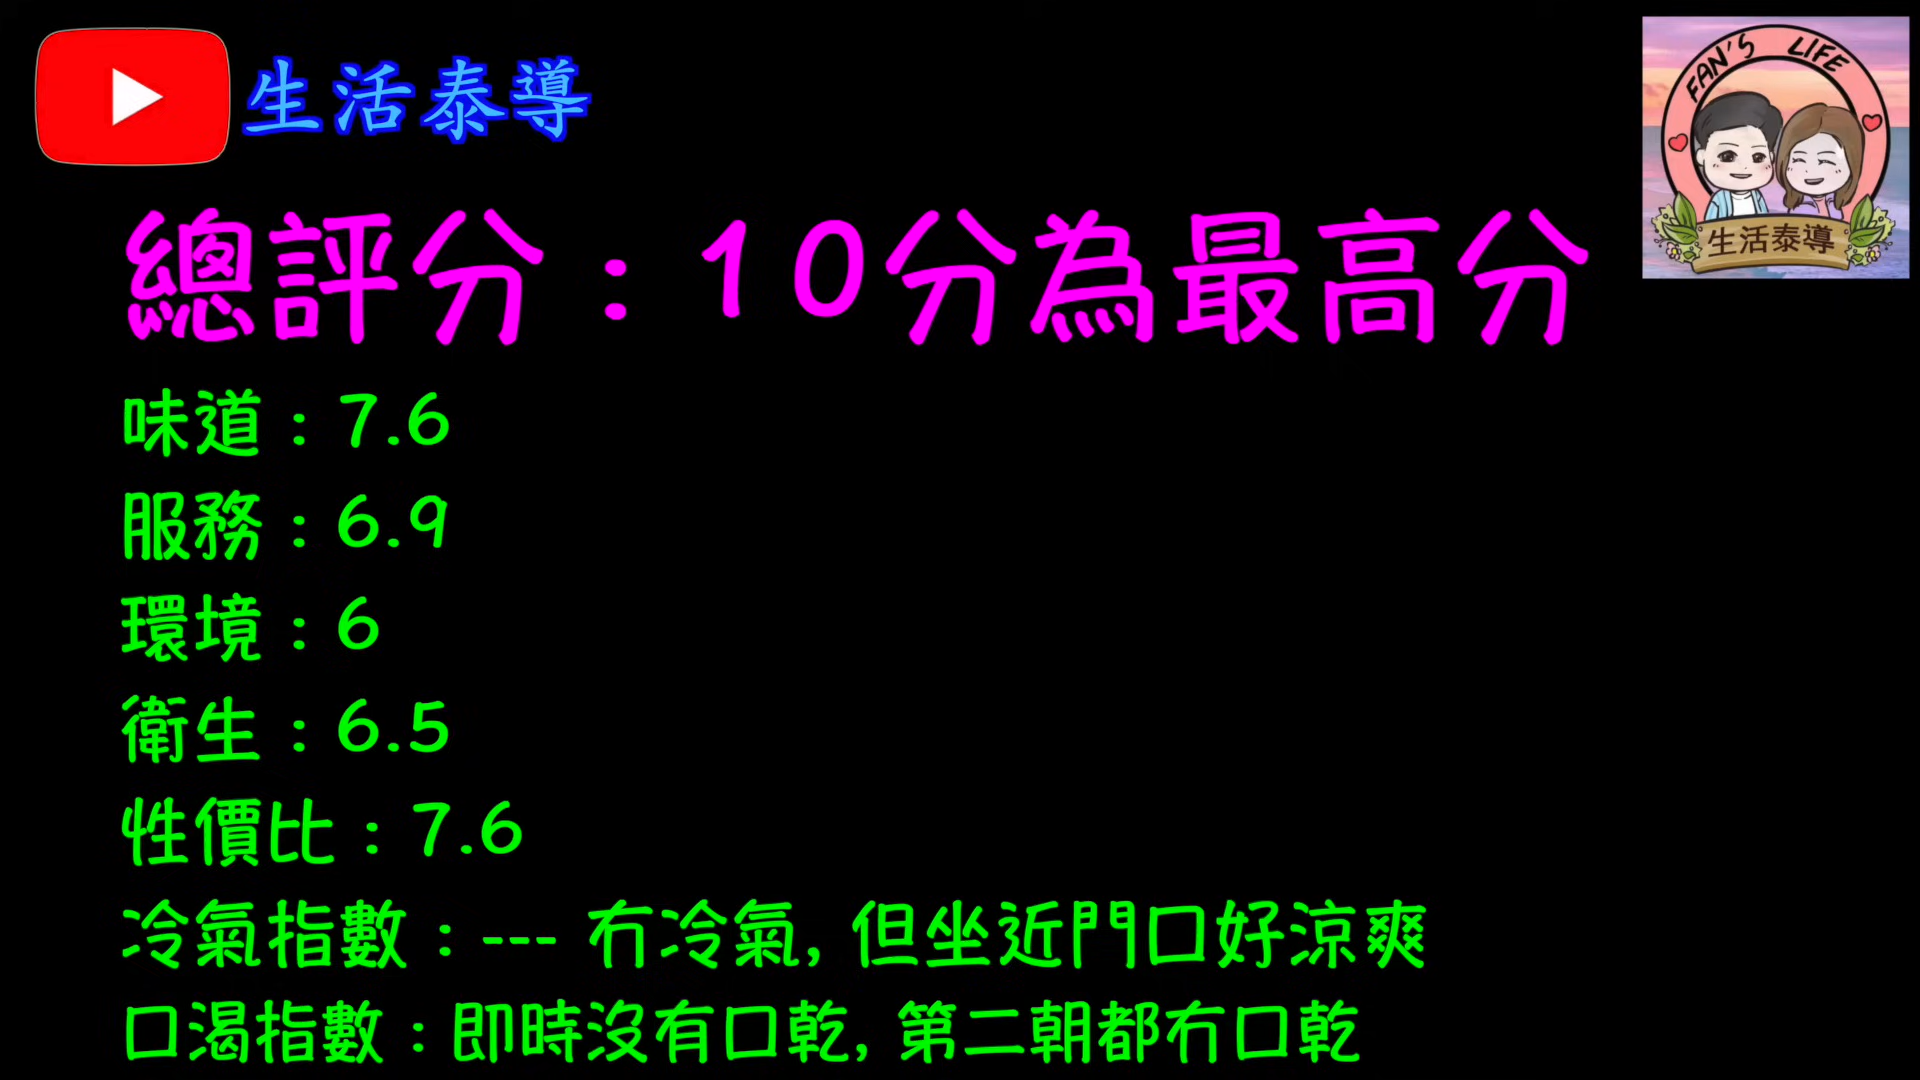 生活泰導
FAN'S LIFE
生活泰導
總評分：10分為最高分
味道：7.6
服務：6.9
環境：6
衛生：6.5
性價比：7.6
冷氣指數：--- 冇冷氣, 但坐近門口好涼爽
口渴指數：即時沒有口乾, 第二朝都冇口乾